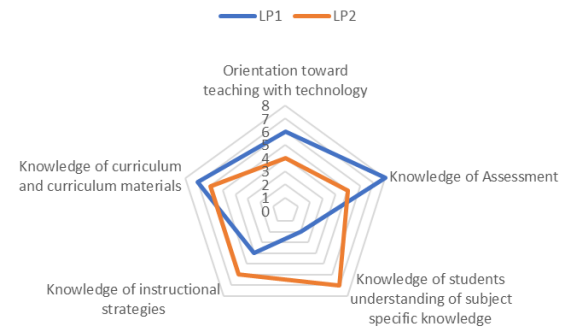 LP1 LP2
Orientation toward
teaching with technology
8
7
6
5
4
3
2
1
0
Knowledge of curriculum
and curriculum materials
Knowledge of Assessment
Knowledge of instructional
strategies
Knowledge of students
understanding of subject
specific knowledge